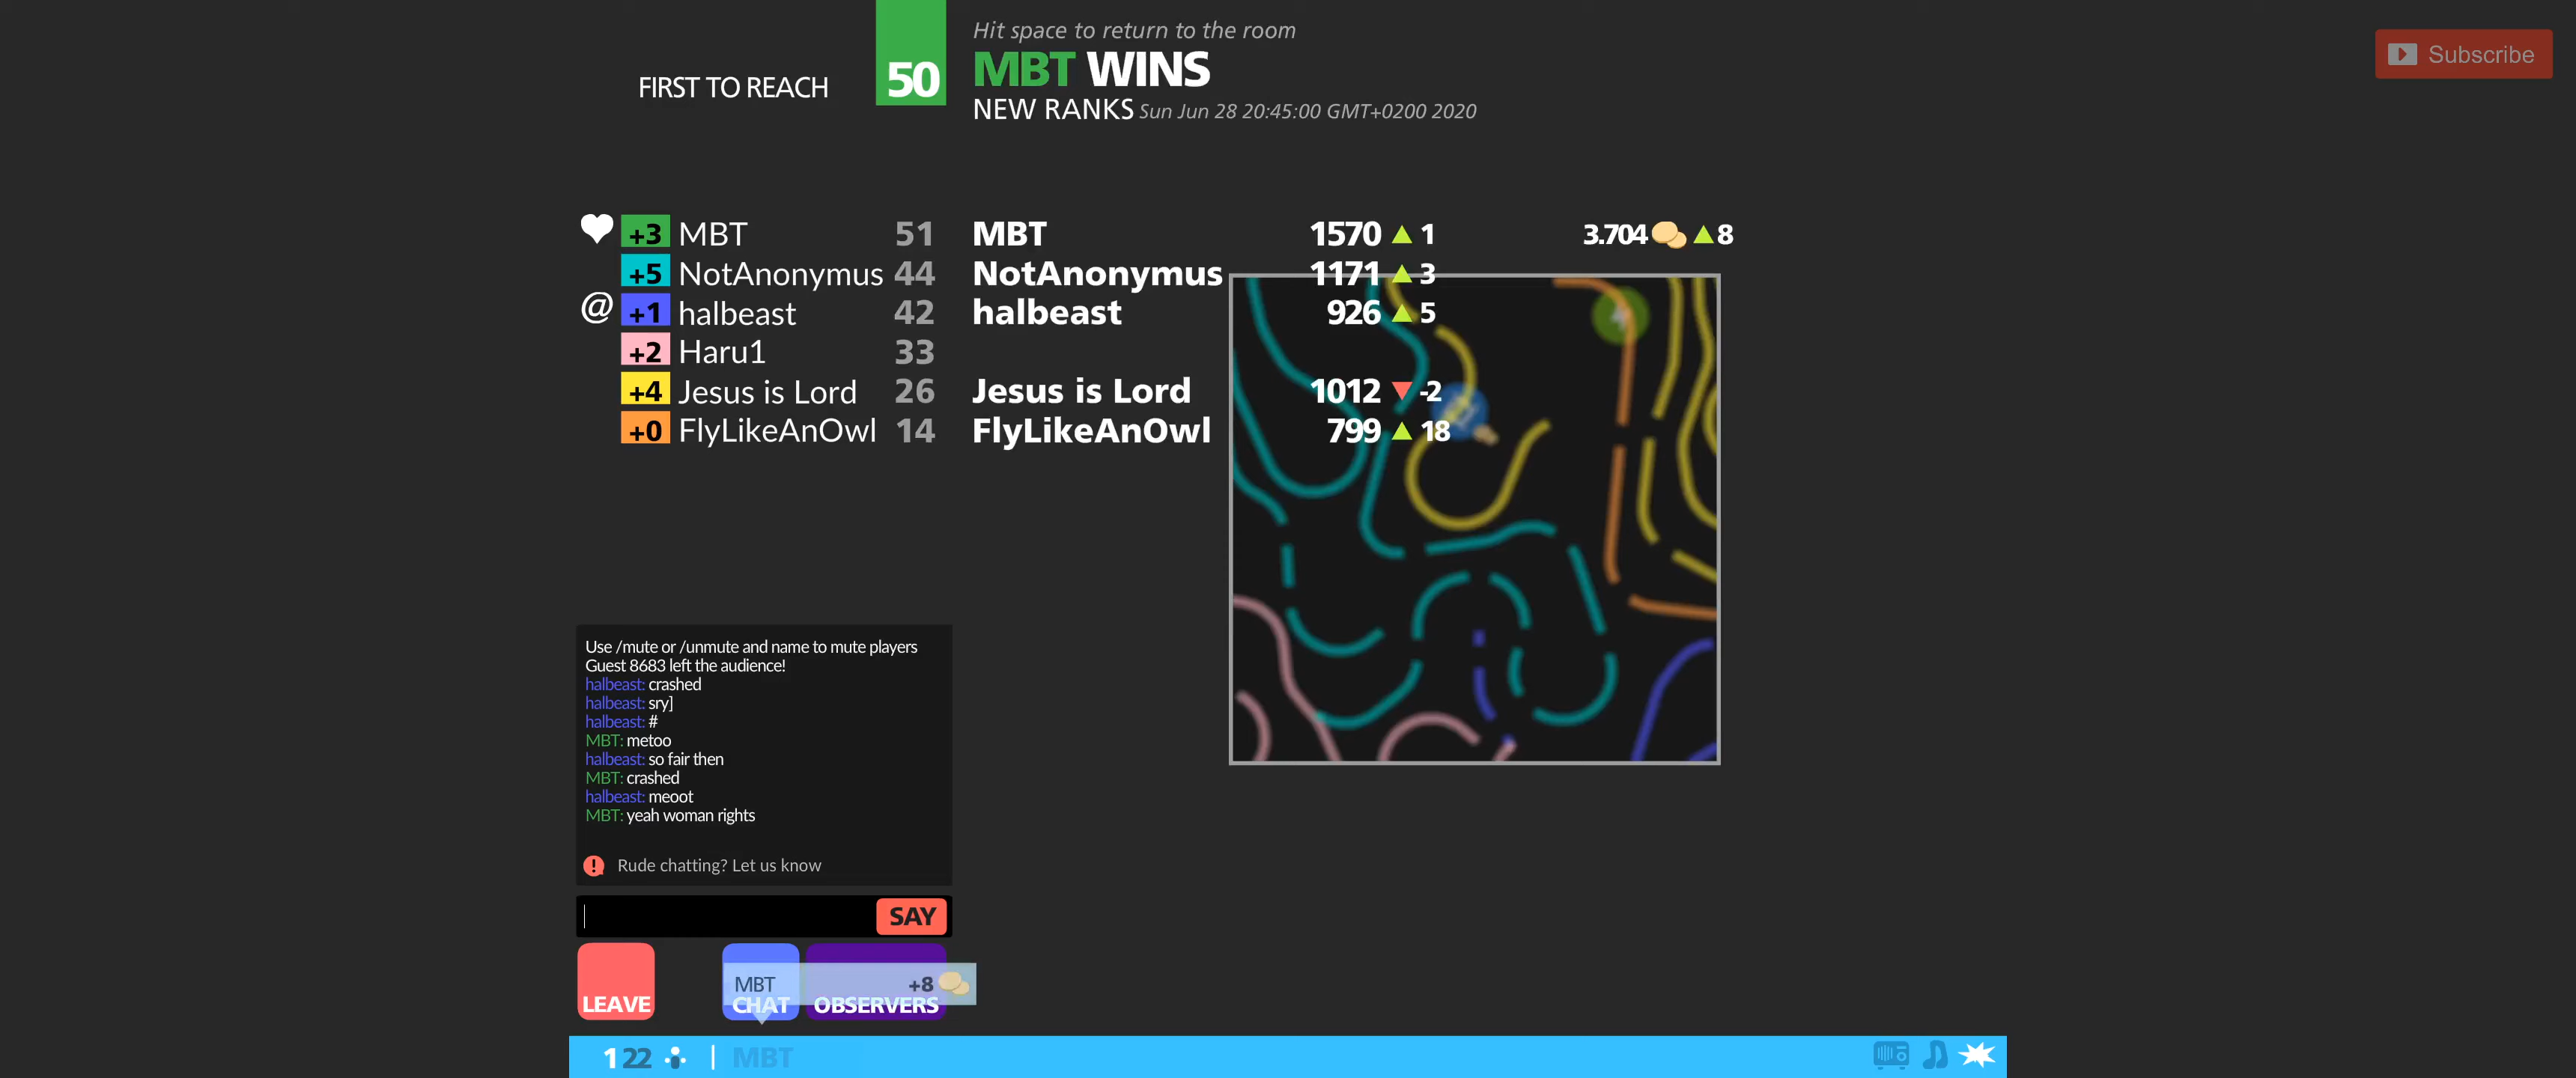 Hit space to return to the room
FIRST TO REACH 50 MBT WINS
NEW RANKS Sun Jun 28 20:45:00 GMT+0200 2020
Subscribe
+3 MBT 51 MBT 1570 1 3.704 8
+5 NotAnonymus 44 NotAnonymus 1171 3
@ +1 halbeast 42 halbeast 926 5
+2 Haru1 33
+4 Jesus is Lord 26 Jesus is Lord 1012 -2
+0 FlyLikeAnOwl 14 FlyLikeAnOwl 799 18
Use /mute or /unmute and name to mute players
Guest 8683 left the audience!
halbeast: crashed
halbeast: sry]
halbeast: #
MBT: metoo
halbeast: so fair then
MBT: crashed
halbeast: meoot
MBT: yeah woman rights
Rude chatting? Let us know
SAY
MBT +8
LEAVE CHAT OBSERVERS
1 22 | MBT